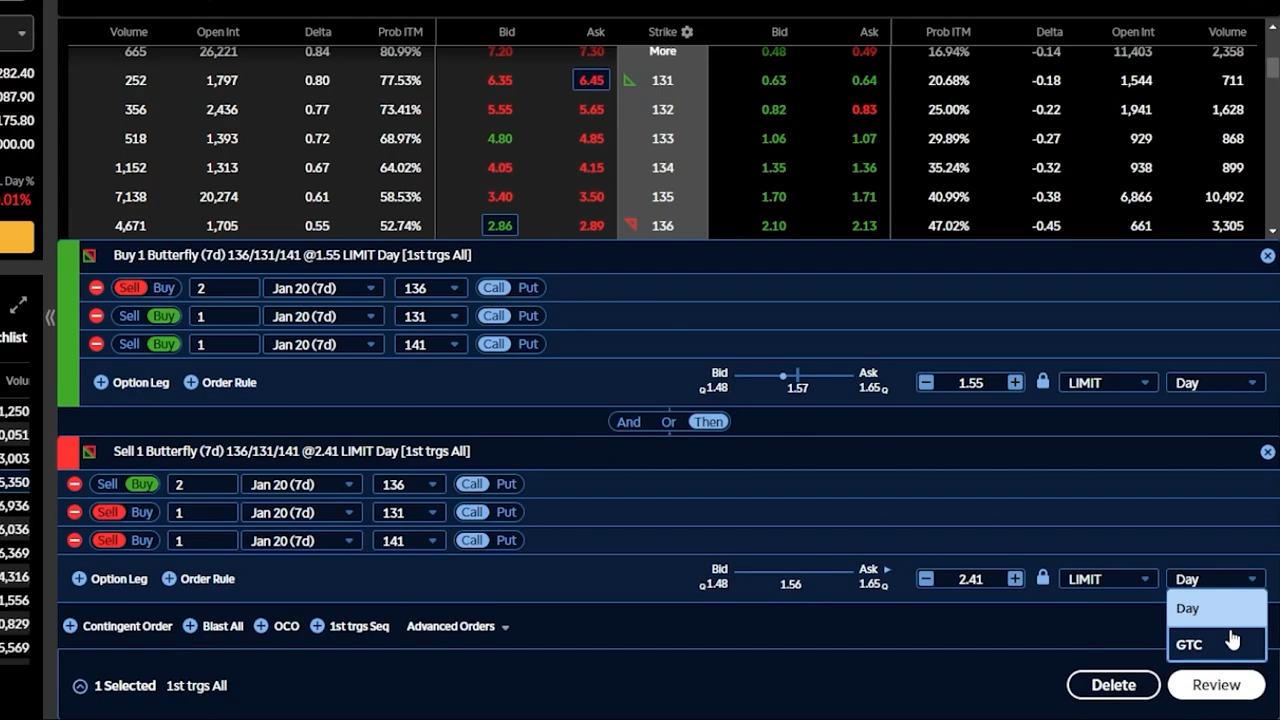 Volume Open Int Delta Prob ITM Bid Ask Strike Bid Ask Prob ITM Delta Open Int Volume
665 26,221 0.84 80.99% 7.20 7.30 More 0.48 0.49 16.94% -0.14 11,403 2,358
282.40 252 1,797 0.80 77.53% 6.35 6.45 131 0.63 0.64 20.68% -0.18 1,544 711
087.90 356 2,436 0.77 73.41% 5.55 5.65 132 0.82 0.83 25.00% -0.22 1,941 1,628
175.80 518 1,393 0.72 68.97% 4.80 4.85 133 1.06 1.07 29.89% -0.27 929 868
000.00 1,152 1,313 0.67 64.02% 4.05 4.15 134 1.35 1.36 35.24% -0.32 938 899
. Day %
.01% 7,138 20,274 0.61 58.53% 3.40 3.50 135 1.70 1.71 40.99% -0.38 6,866 10,492
4,671 1,705 0.55 52.74% 2.86 2.89 136 2.10 2.13 47.02% -0.45 661 3,305
Buy 1 Butterfly (7d) 136/131/141 @1.55 LIMIT Day [1st trgs All]
Sell Buy 2 Jan 20 (7d) 136 Call Put
Sell Buy 1 Jan 20 (7d) 131 Call Put
Sell Buy 1 Jan 20 (7d) 141 Call Put
chlist
Volu
Option Leg Order Rule Bid Q1.48 1.57 Ask 1.65Q 1.55 LIMIT Day
1,250
0,051
3,003
5,350
6,936
6,036
6,369
4,316
1,556
0,829
5,569
And Or Then
Sell 1 Butterfly (7d) 136/131/141 @2.41 LIMIT Day [1st trgs All]
Sell Buy 2 Jan 20 (7d) 136 Call Put
Sell Buy 1 Jan 20 (7d) 131 Call Put
Sell Buy 1 Jan 20 (7d) 141 Call Put
Option Leg Order Rule Bid Q1.48 1.56 Ask 1.65Q 2.41 LIMIT Day
Day
GTC
Contingent Order Blast All OCO 1st trgs Seq Advanced Orders
1 Selected 1st trgs All Delete Review